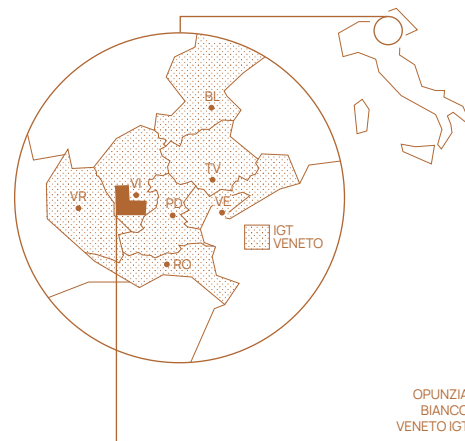 BL
TV
VI
VR
PD
VE
IGT
VENETO
RO
OPUNZIA
BIANCO
VENETO IGT